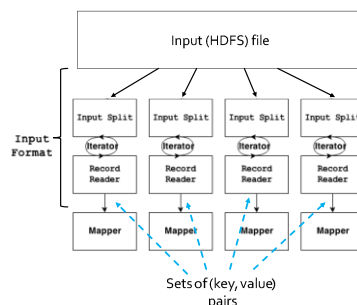 Input (HDFS) file
Input Split Input Split Input Split Input Split
Input
Format
Iterator Iterator Iterator Iterator
Record Record Record Record
Reader Reader Reader Reader
Mapper Mapper Mapper Mapper
Sets of (key, value)
pairs